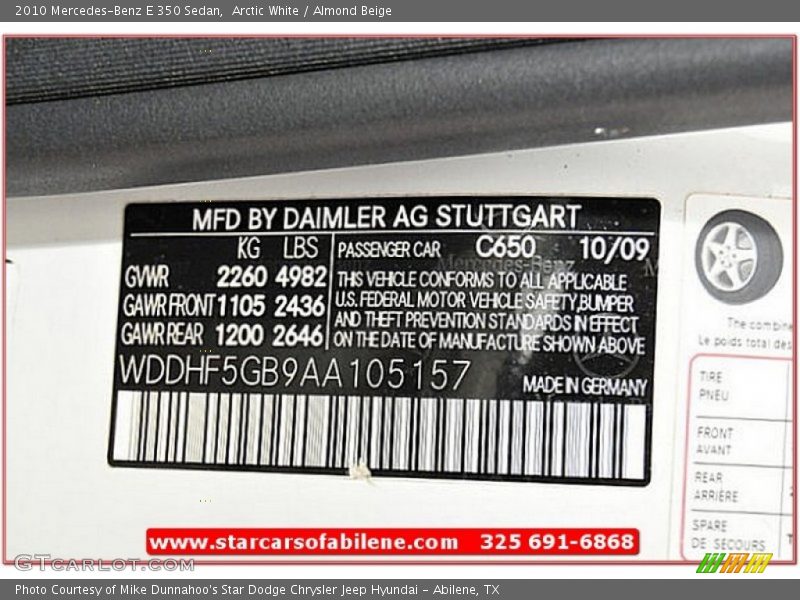 2010 Mercedes-Benz E 350 Sedan, Arctic White / Almond Beige
MFD BY DAIMLER AG STUTTGART
KG LBS PASSENGER CAR C650 10/09
GVWR 2260 4982 THIS VEHICLE CONFORMS TO ALL APPLICABLE
GAWR FRONT 1105 2436 U.S. FEDERAL MOTOR VEHICLE SAFETY, BUMPER
AND THEFT PREVENTION STANDARDS IN EFFECT
GAWR REAR 1200 2646 ON THE DATE OF MANUFACTURE SHOWN ABOVE
WDDHF5GB9AA105157 MADE IN GERMANY
The combine
Le poids total des
TIRE
PNEU
FRONT
AVANT
REAR
ARRIÈRE
SPARE
DE SECOURS
www.starcarsofabilene.com 325 691-6868
GTCarLot.com
Photo Courtesy of Mike Dunnahoo's Star Dodge Chrysler Jeep Hyundai - Abilene, TX